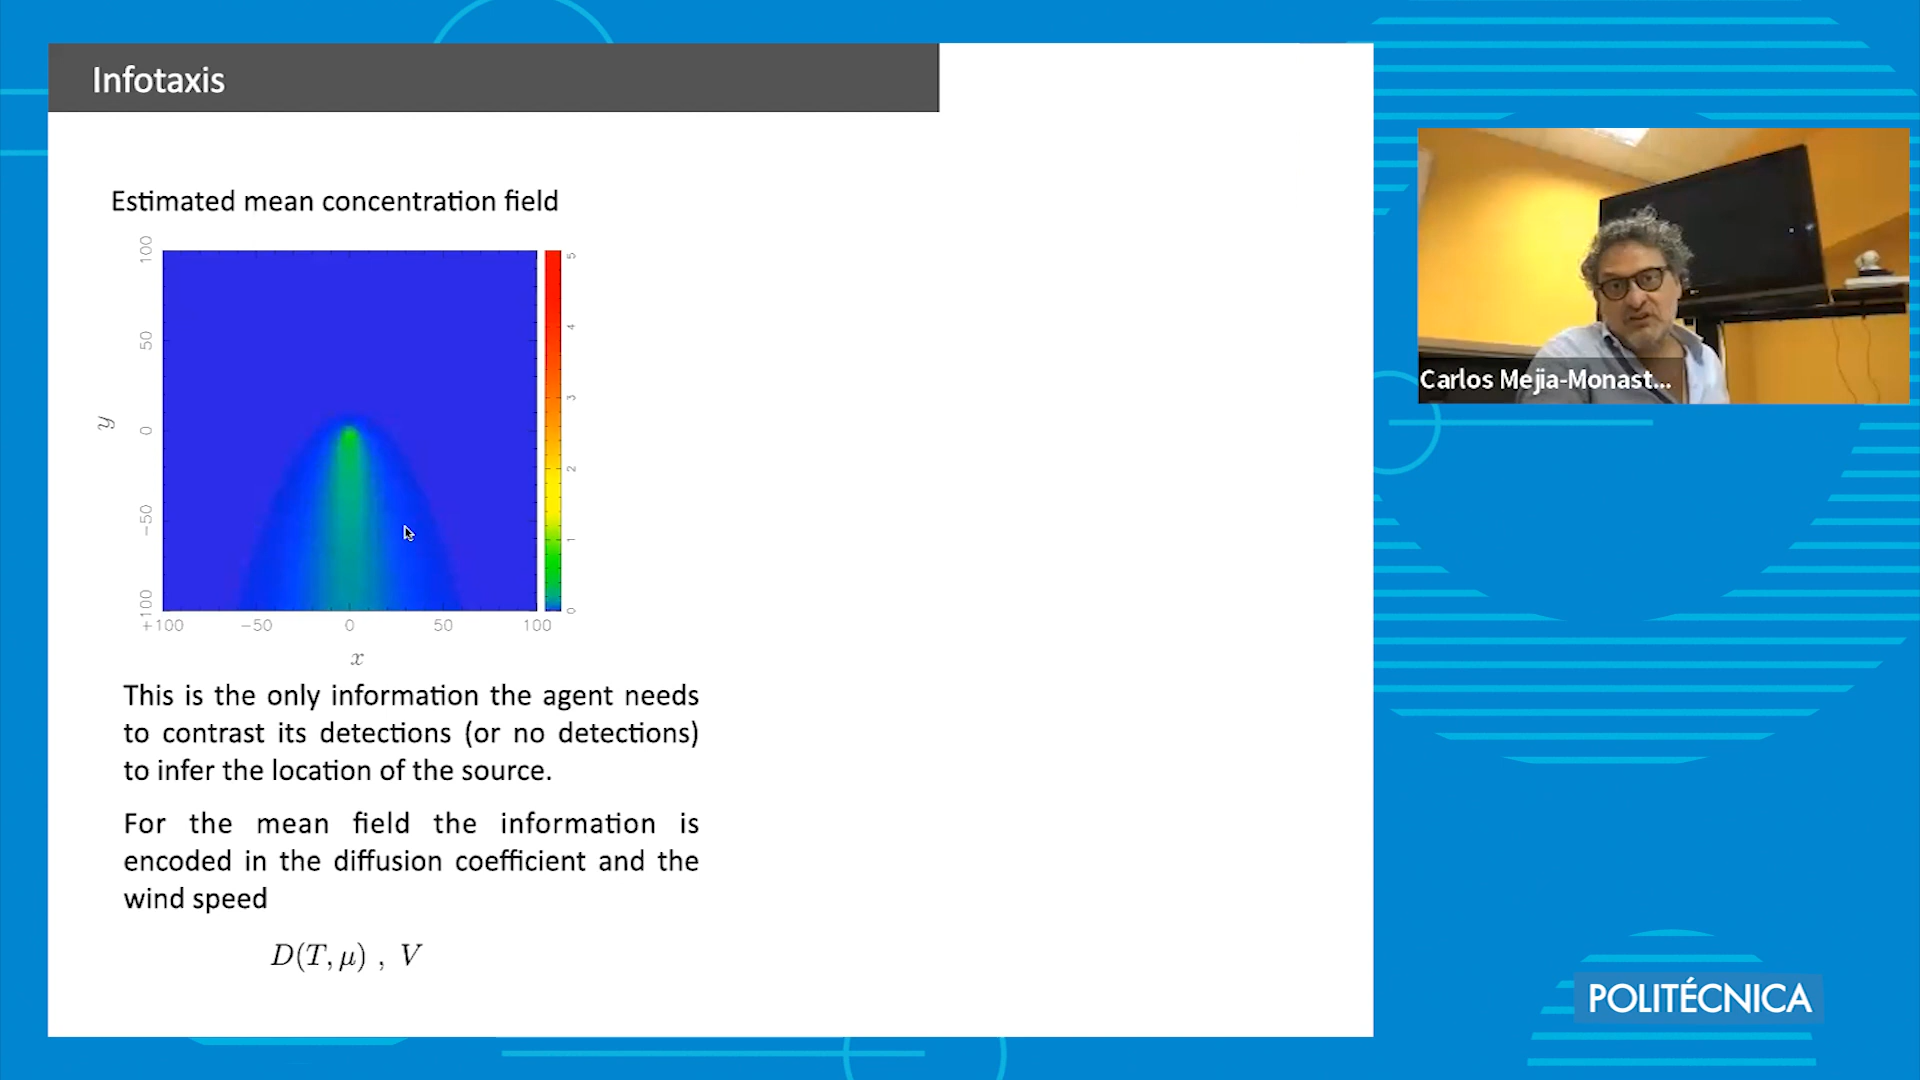 Infotaxis
Estimated mean concentration field
100
50
0
−50
−100
y
+100 −50 0 50 100
x
5
4
3
2
1
0
This is the only information the agent needs
to contrast its detections (or no detections)
to infer the location of the source.
For the mean field the information is
encoded in the diffusion coefficient and the
wind speed
D(T, μ) , V
Carlos Mejia-Monast...
POLITÉCNICA